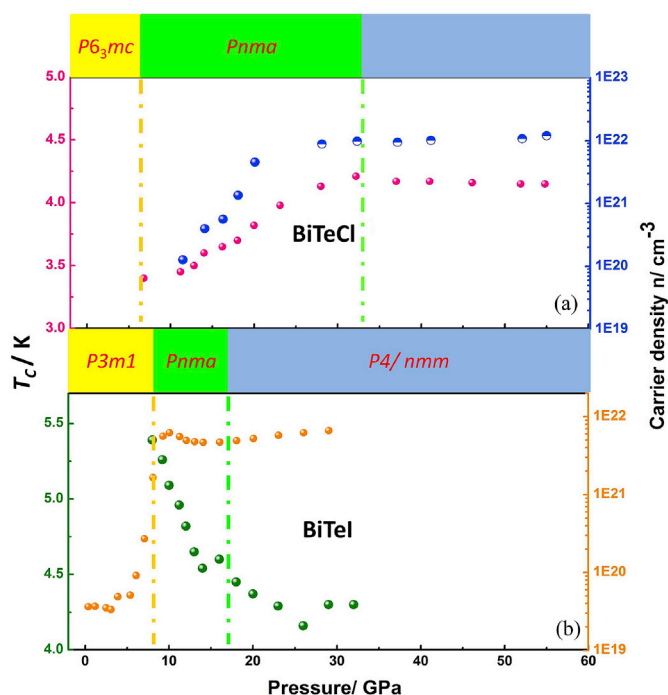 P6₃mc Pnma
5.0 1E23
4.5 1E22
4.0 1E21
3.5 1E20
3.0 1E19
BiTeCl
(a)
T_C/ K
Carrier density n/ cm⁻³
P3m1 Pnma P4/ nmm
5.5 1E22
5.0 1E21
4.5 1E20
4.0 1E19
BiTeI
(b)
0 10 20 30 40 50 60
Pressure/ GPa